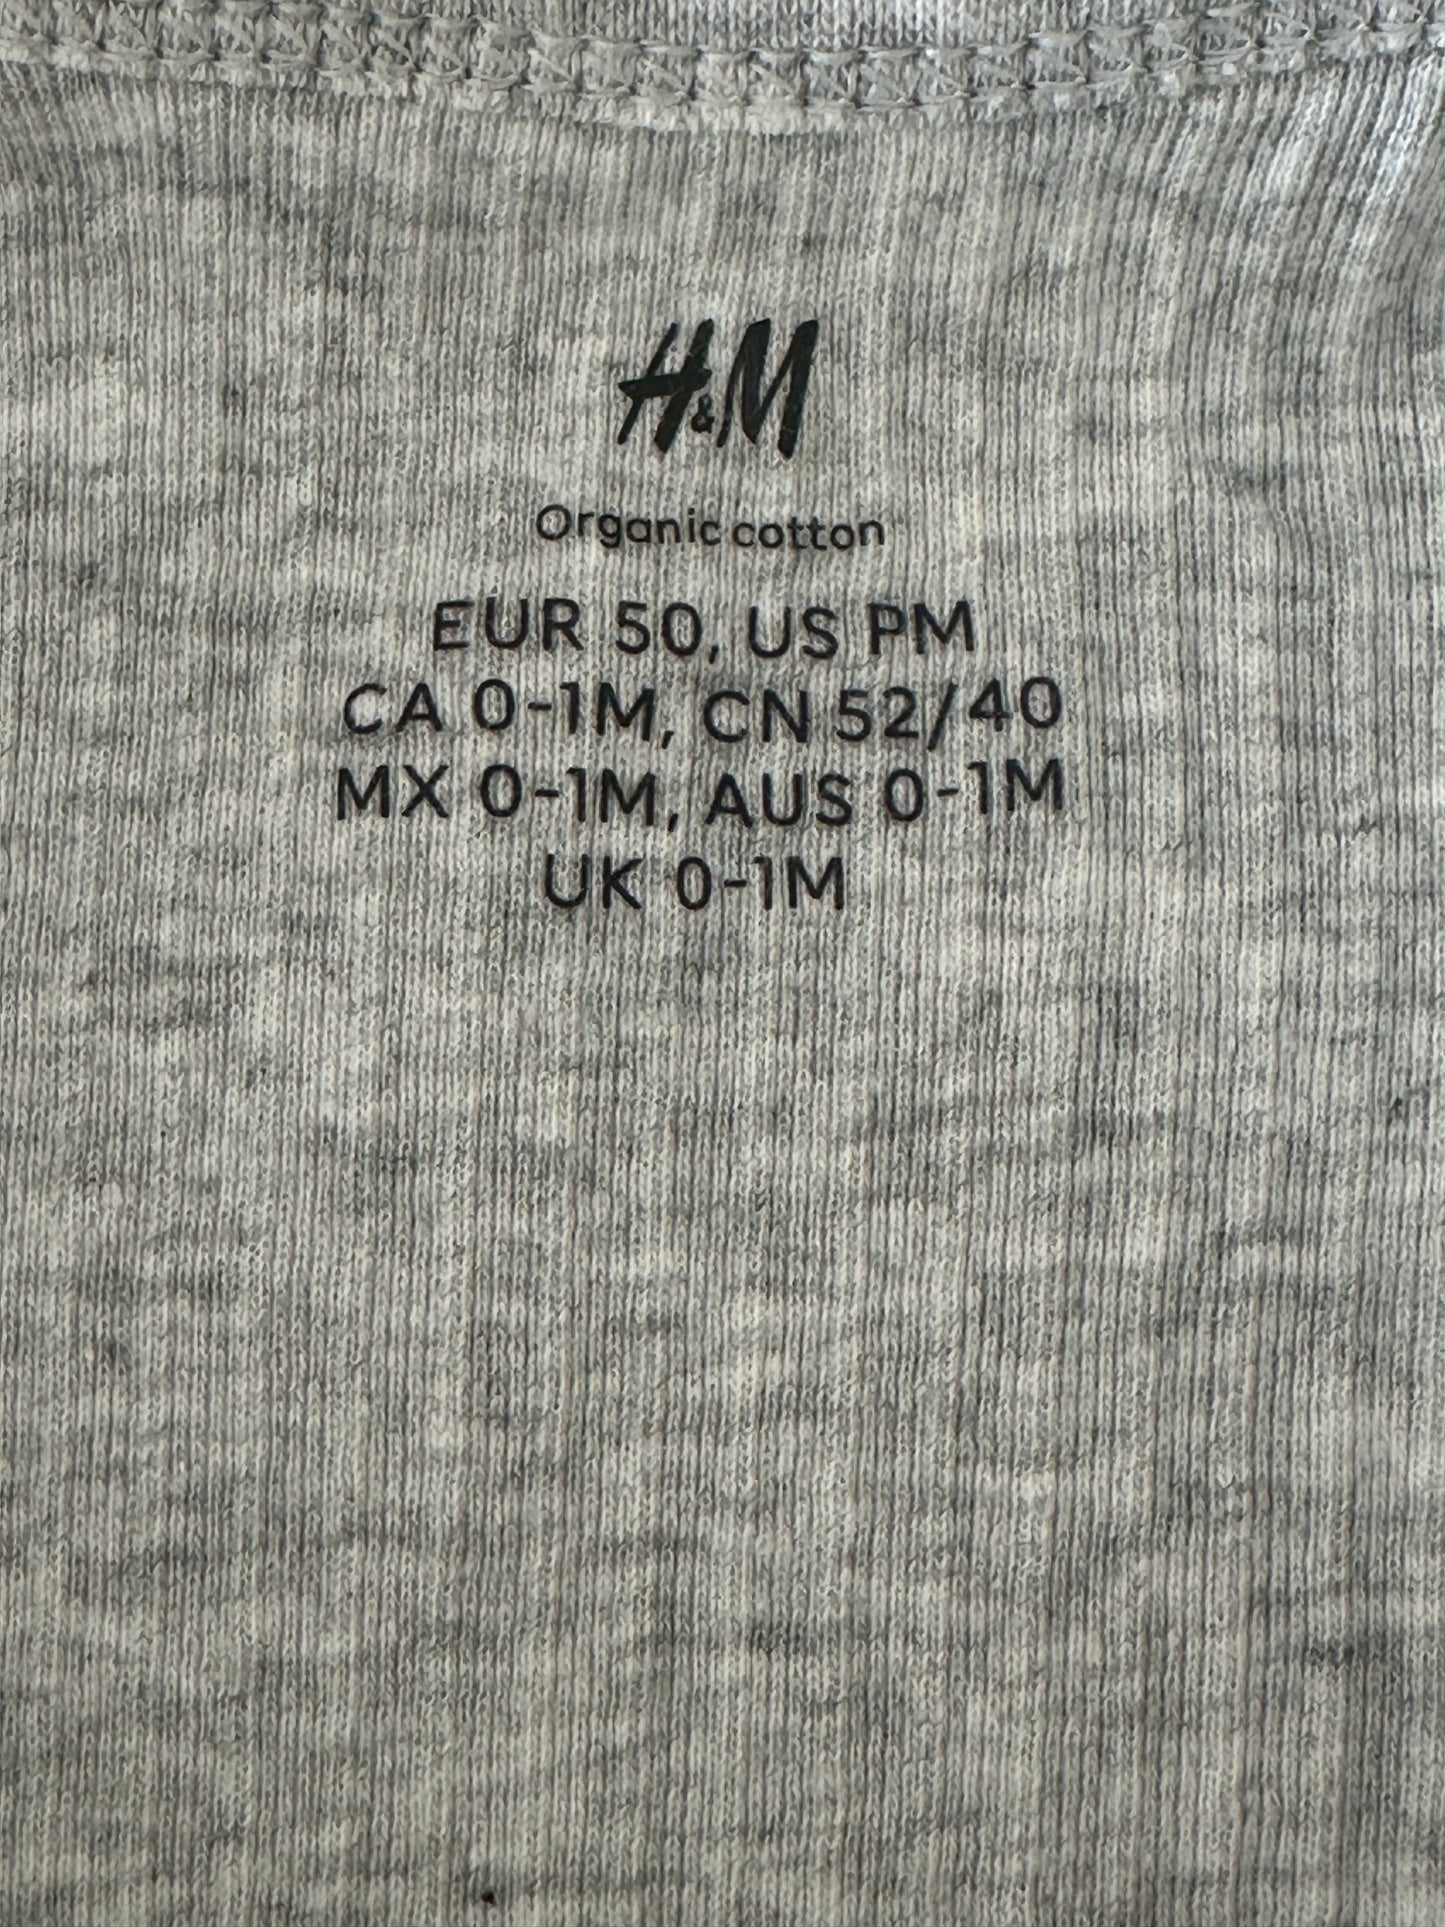 H&M
Organic cotton
EUR 50, US PM
CA 0-1M, CN 52/40
MX 0-1M, AUS 0-1M
UK 0-1M